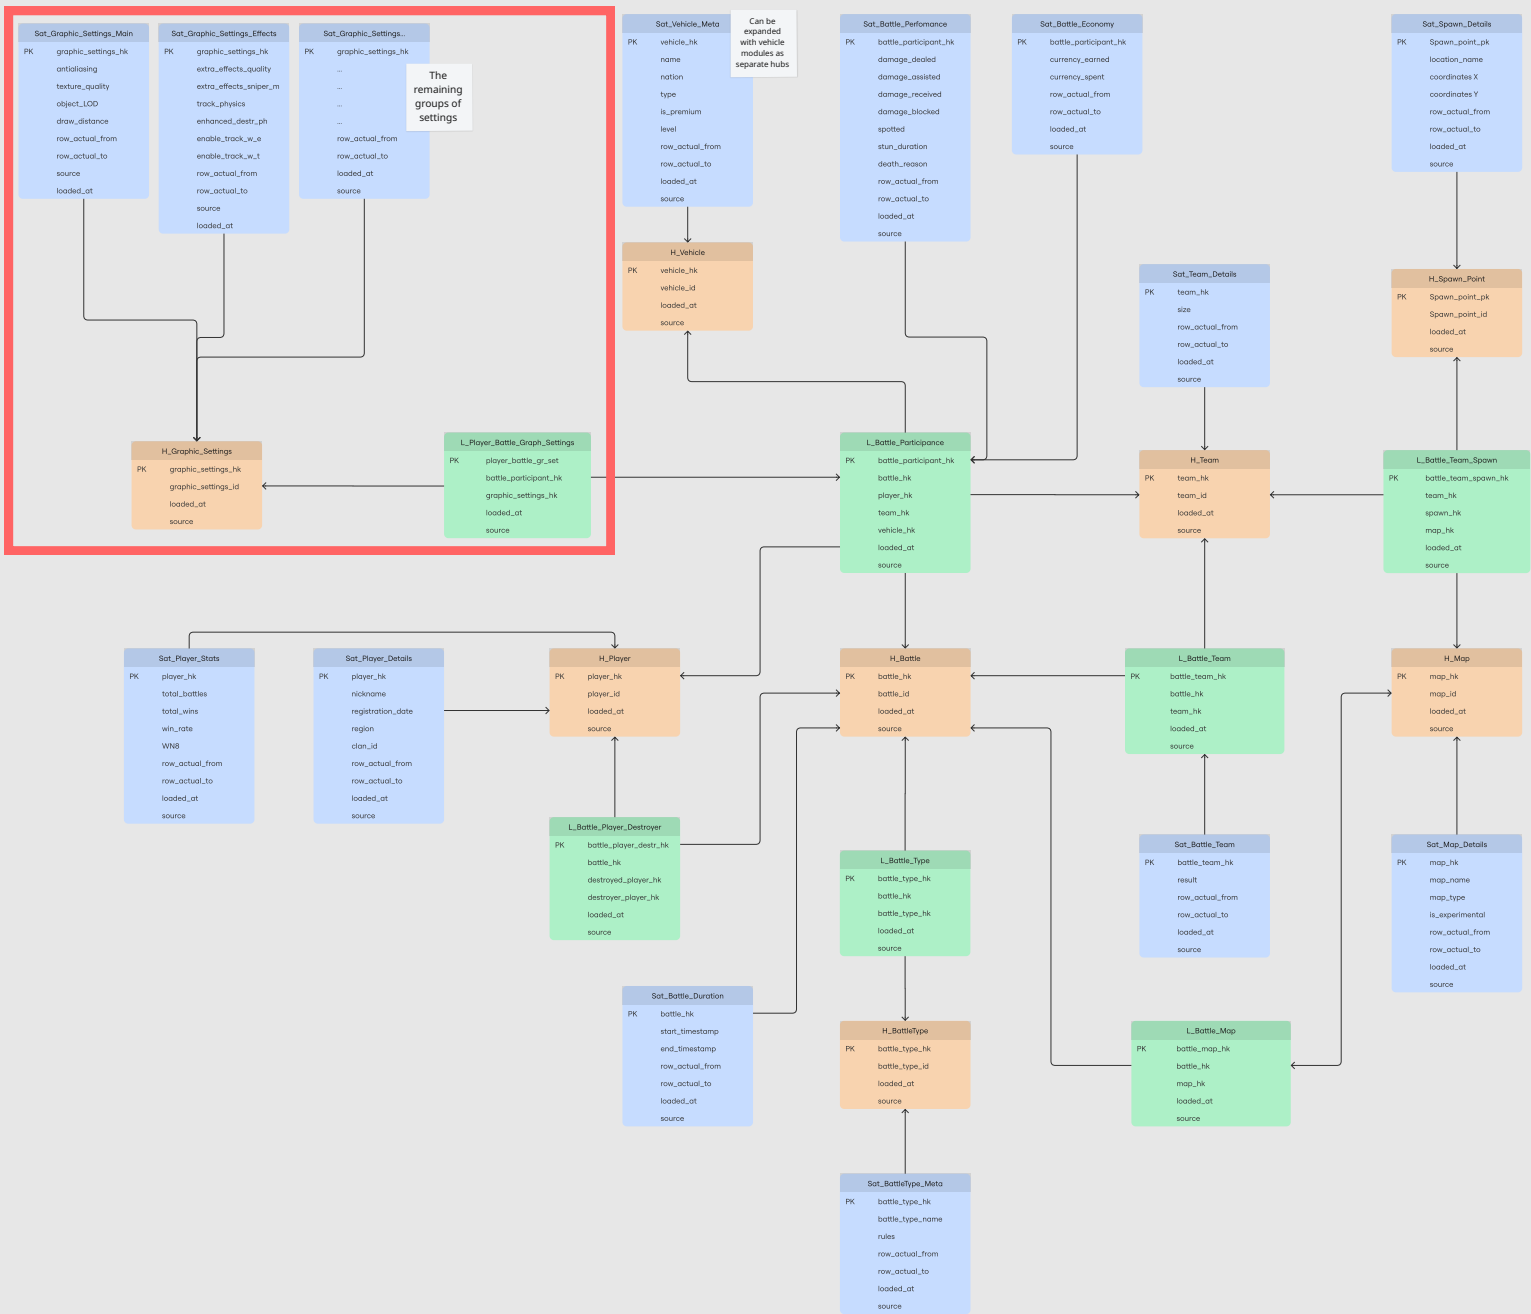 Sat_Graphic_Settings_Main
PK graphic_settings_hk
antialiasing
texture_quality
object_LOD
draw_distance
row_actual_from
row_actual_to
source
loaded_at
Sat_Graphic_Settings_Effects
PK graphic_settings_hk
extra_effects_quality
extra_effects_sniper_m
track_physics
enhanced_destr_ph
enable_track_w_e
enable_track_w_t
row_actual_from
row_actual_to
source
loaded_at
Sat_Graphic_Settings...
PK graphic_settings_hk
...
...
...
...
row_actual_from
row_actual_to
loaded_at
source
The
remaining
groups of
settings
Sat_Vehicle_Meta
PK vehicle_hk
name
nation
type
is_premium
level
row_actual_from
row_actual_to
loaded_at
source
Can be
expanded
with vehicle
modules as
separate hubs
Sat_Battle_Perfomance
PK battle_participant_hk
damage_dealed
damage_assisted
damage_received
damage_blocked
spotted
stun_duration
death_reason
row_actual_from
row_actual_to
loaded_at
source
Sat_Battle_Economy
PK battle_participant_hk
currency_earned
currency_spent
row_actual_from
row_actual_to
loaded_at
source
Sat_Spawn_Details
PK Spawn_point_pk
location_name
coordinates X
coordinates Y
row_actual_from
row_actual_to
loaded_at
source
H_Vehicle
PK vehicle_hk
vehicle_id
loaded_at
source
Sat_Team_Details
PK team_hk
size
row_actual_from
row_actual_to
loaded_at
source
H_Spawn_Point
PK Spawn_point_pk
Spawn_point_id
loaded_at
source
H_Graphic_Settings
PK graphic_settings_hk
graphic_settings_id
loaded_at
source
L_Player_Battle_Graph_Settings
PK player_battle_gr_set
battle_participant_hk
graphic_settings_hk
loaded_at
source
L_Battle_Participance
PK battle_participant_hk
battle_hk
player_hk
team_hk
vehicle_hk
loaded_at
source
H_Team
PK team_hk
team_id
loaded_at
source
L_Battle_Team_Spawn
PK battle_team_spawn_hk
team_hk
spawn_hk
map_hk
loaded_at
source
Sat_Player_Stats
PK player_hk
total_battles
total_wins
win_rate
WN8
row_actual_from
row_actual_to
loaded_at
source
Sat_Player_Details
PK player_hk
nickname
registration_date
region
clan_id
row_actual_from
row_actual_to
loaded_at
source
H_Player
PK player_hk
player_id
loaded_at
source
H_Battle
PK battle_hk
battle_id
loaded_at
source
L_Battle_Team
PK battle_team_hk
battle_hk
team_hk
loaded_at
source
H_Map
PK map_hk
map_id
loaded_at
source
L_Battle_Player_Destroyer
PK battle_player_destr_hk
battle_hk
destroyed_player_hk
destroyer_player_hk
loaded_at
source
L_Battle_Type
PK battle_type_hk
battle_hk
battle_type_hk
loaded_at
source
Sat_Battle_Team
PK battle_team_hk
result
row_actual_from
row_actual_to
loaded_at
source
Sat_Map_Details
PK map_hk
map_name
map_type
is_experimental
row_actual_from
row_actual_to
loaded_at
source
Sat_Battle_Duration
PK battle_hk
start_timestamp
end_timestamp
row_actual_from
row_actual_to
loaded_at
source
H_BattleType
PK battle_type_hk
battle_type_id
loaded_at
source
L_Battle_Map
PK battle_map_hk
battle_hk
map_hk
loaded_at
source
Sat_BattleType_Meta
PK battle_type_hk
battle_type_name
rules
row_actual_from
row_actual_to
loaded_at
source